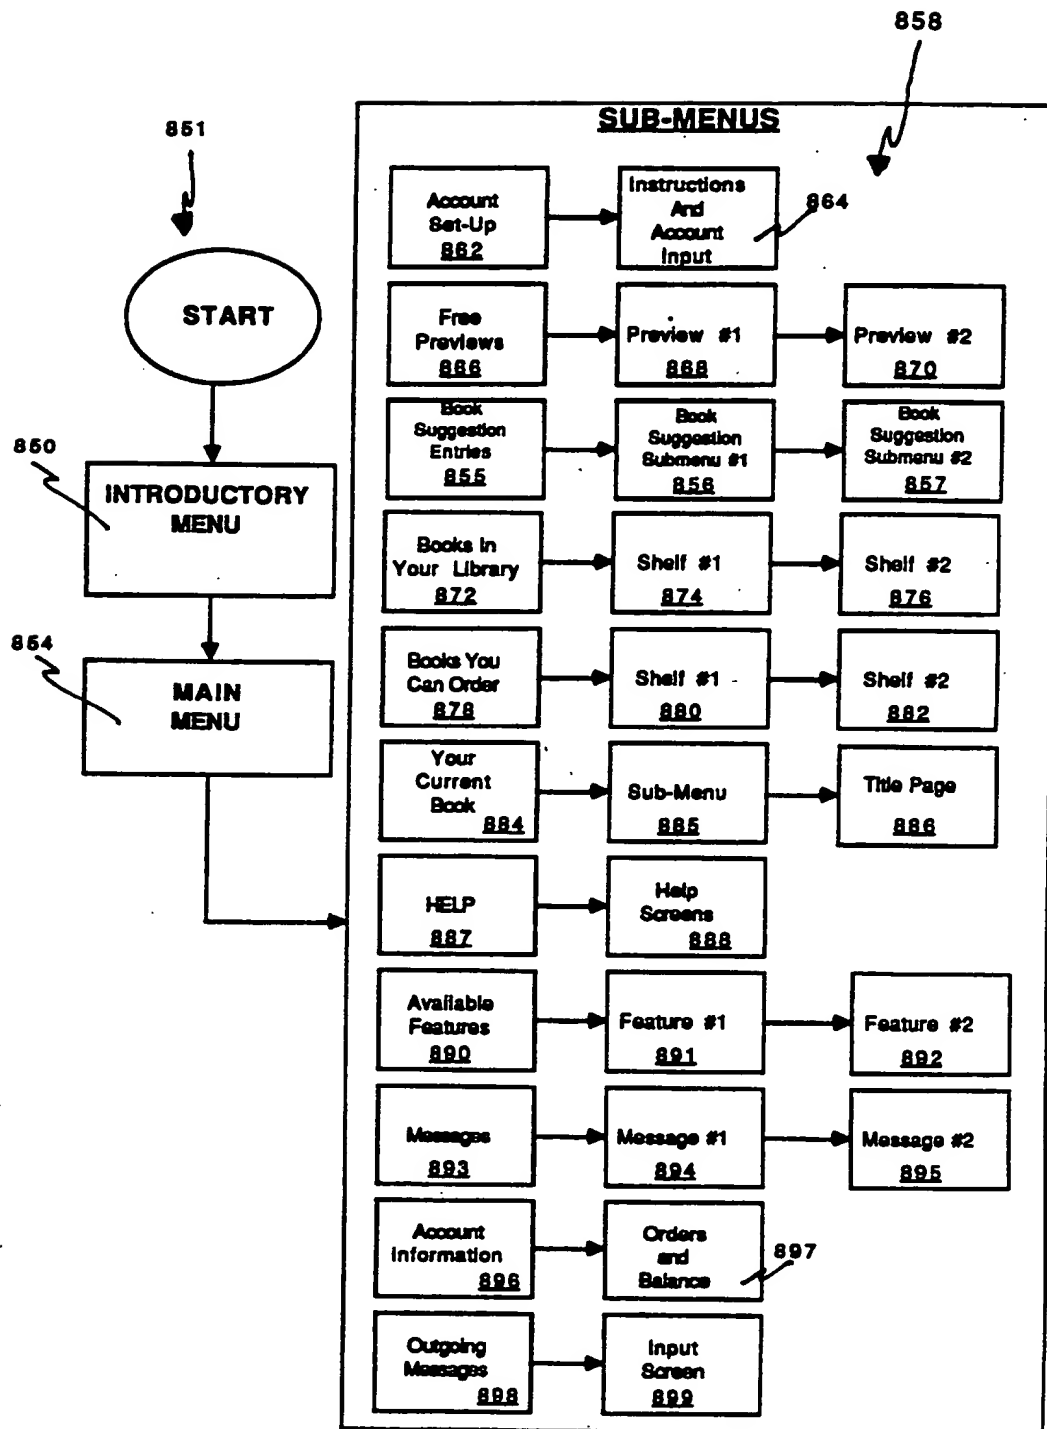 858
851
SUB-MENUS
Account
Set-Up
862
Instructions
And
Account
Input
864
START
Free
Previews
866
Preview #1
868
Preview #2
870
850
INTRODUCTORY
MENU
Book
Suggestion
Entries
855
Book
Suggestion
Submenu #1
856
Book
Suggestion
Submenu #2
857
Books In
Your Library
872
Shelf #1
874
Shelf #2
876
854
MAIN
MENU
Books You
Can Order
878
Shelf #1
880
Shelf #2
882
Your
Current
Book
884
Sub-Menu
885
Title Page
886
HELP
887
Help
Screens
888
Available
Features
890
Feature #1
891
Feature #2
892
Messages
893
Message #1
894
Message #2
895
Account
Information
896
Orders
and
Balance
897
Outgoing
Messages
898
Input
Screen
899